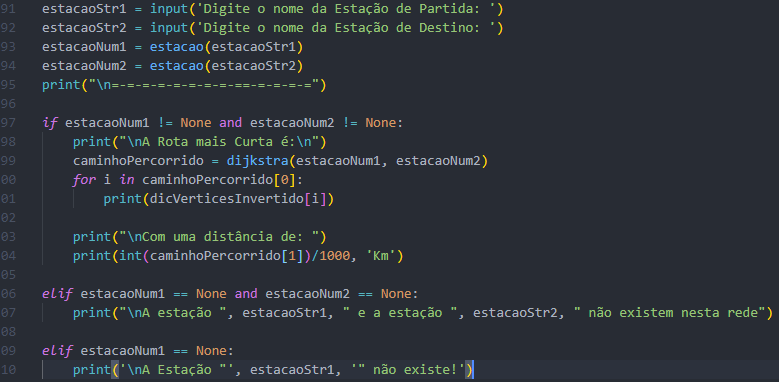 91 estacaoStr1 = input('Digite o nome da Estação de Partida: ')
92 estacaoStr2 = input('Digite o nome da Estação de Destino: ')
93 estacaoNum1 = estacao(estacaoStr1)
94 estacaoNum2 = estacao(estacaoStr2)
95 print("\n=-=-=-=-=-=-=-=-==-=-=-=-=")
96
97 if estacaoNum1 != None and estacaoNum2 != None:
98 print("\nA Rota mais Curta é:\n")
99 caminhoPercorrido = dijkstra(estacaoNum1, estacaoNum2)
00 for i in caminhoPercorrido[0]:
01 print(dicVerticesInvertido[i])
02
03 print("\nCom uma distância de: ")
04 print(int(caminhoPercorrido[1])/1000, 'Km')
05
06 elif estacaoNum1 == None and estacaoNum2 == None:
07 print("\nA estação ", estacaoStr1, " e a estação ", estacaoStr2, " não existem nesta rede")
08
09 elif estacaoNum1 == None:
10 print('\nA Estação "', estacaoStr1, '" não existe!')